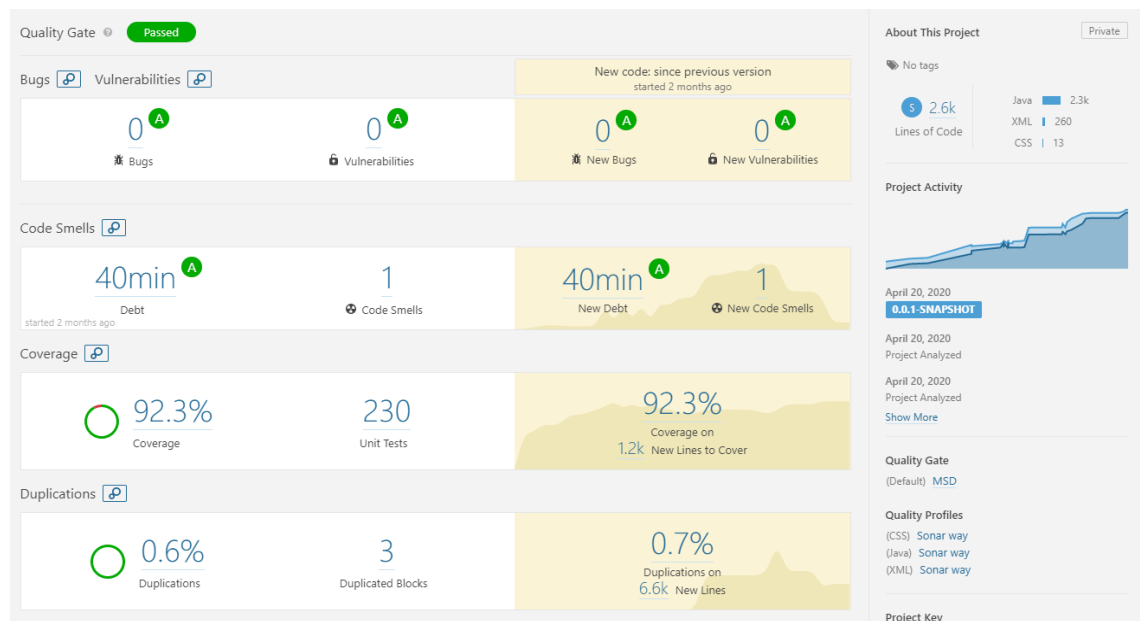 Quality Gate ? Passed
Bugs Vulnerabilities
New code: since previous version
started 2 months ago
0 A
Bugs
0 A
Vulnerabilities
0 A
New Bugs
0 A
New Vulnerabilities
Code Smells
40min A
Debt
started 2 months ago
1
Code Smells
40min A
New Debt
1
New Code Smells
Coverage
92.3%
Coverage
230
Unit Tests
92.3%
Coverage on
1.2k New Lines to Cover
Duplications
0.6%
Duplications
3
Duplicated Blocks
0.7%
Duplications on
6.6k New Lines
About This Project Private
No tags
S 2.6k
Lines of Code
Java 2.3k
XML 260
CSS 13
Project Activity
April 20, 2020
0.0.1-SNAPSHOT
April 20, 2020
Project Analyzed
April 20, 2020
Project Analyzed
Show More
Quality Gate
(Default) MSD
Quality Profiles
(CSS) Sonar way
(Java) Sonar way
(XML) Sonar way
Project Key